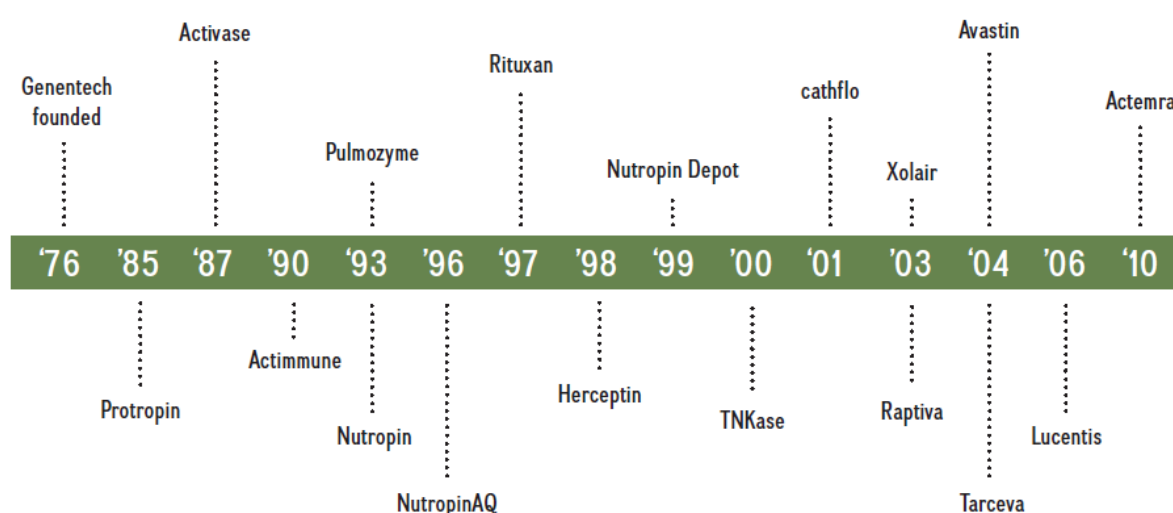 Activase
Avastin
Genentech
founded
Rituxan
cathflo
Actemra
Pulmozyme
Nutropin Depot
Xolair
‘76 ’85 ‘87 ’90 ‘93 ’96 ‘97 ’98 ‘99 ’00 ‘01 ’03 ‘04 ’06 ‘10
Actimmune
Protropin
Nutropin
Herceptin
TNKase
Raptiva
Lucentis
NutropinAQ
Tarceva